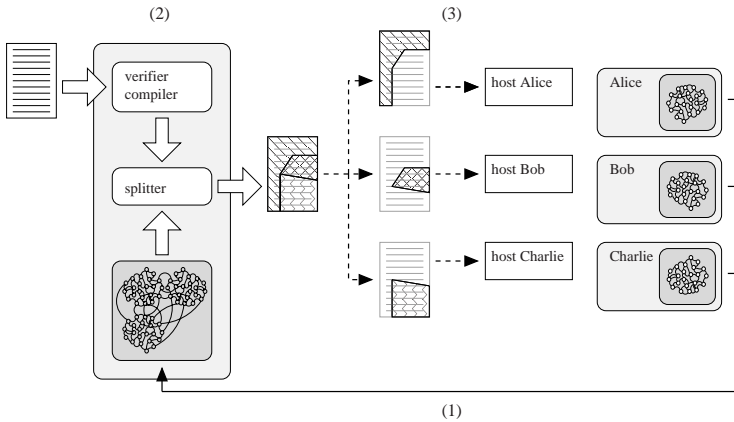 (2)
(3)
verifier
compiler
splitter
host Alice
Alice
host Bob
Bob
host Charlie
Charlie
(1)